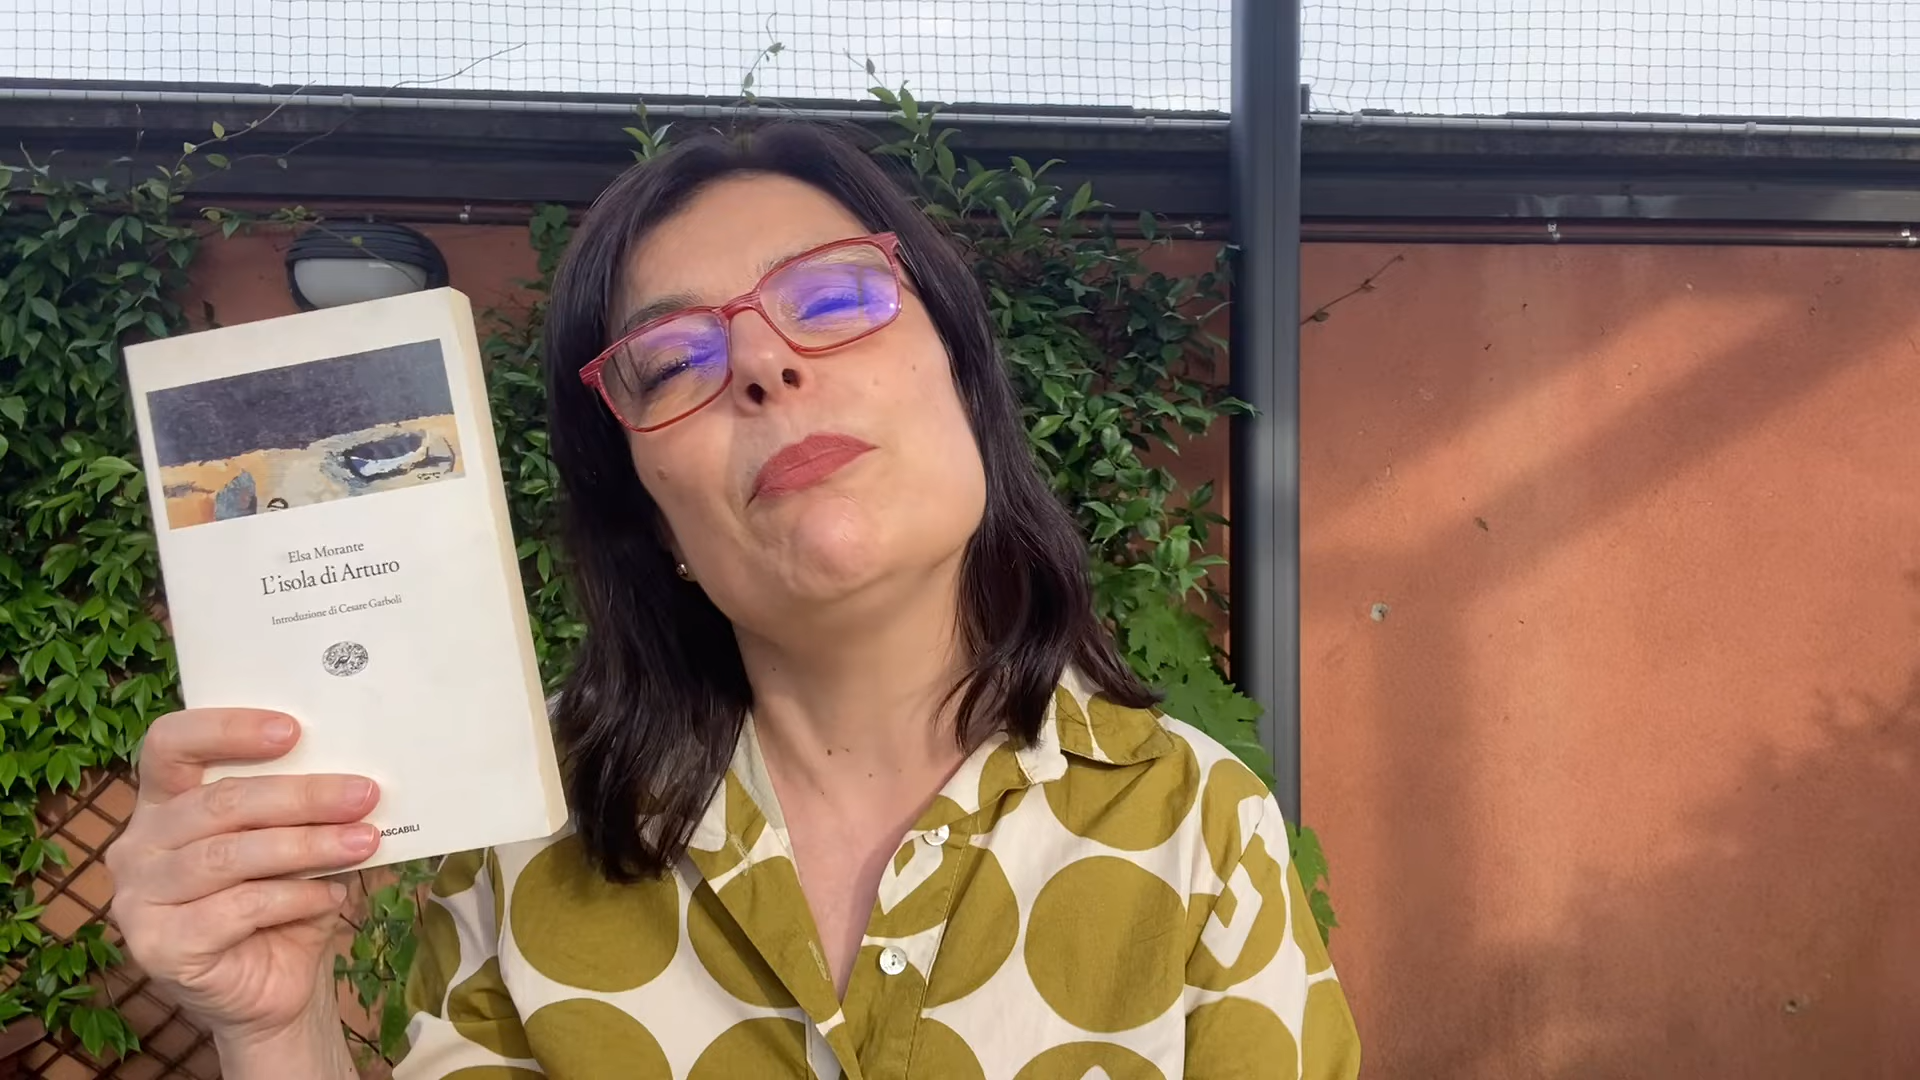 Elsa Morante
L'isola di Arturo
Introduzione di Cesare Garboli
ASCABILI